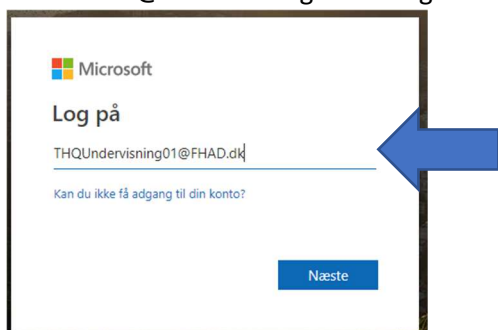 @
Microsoft
Log på
THQUndervisning01@FHAD.dk
Kan du ikke få adgang til din konto?
Næste